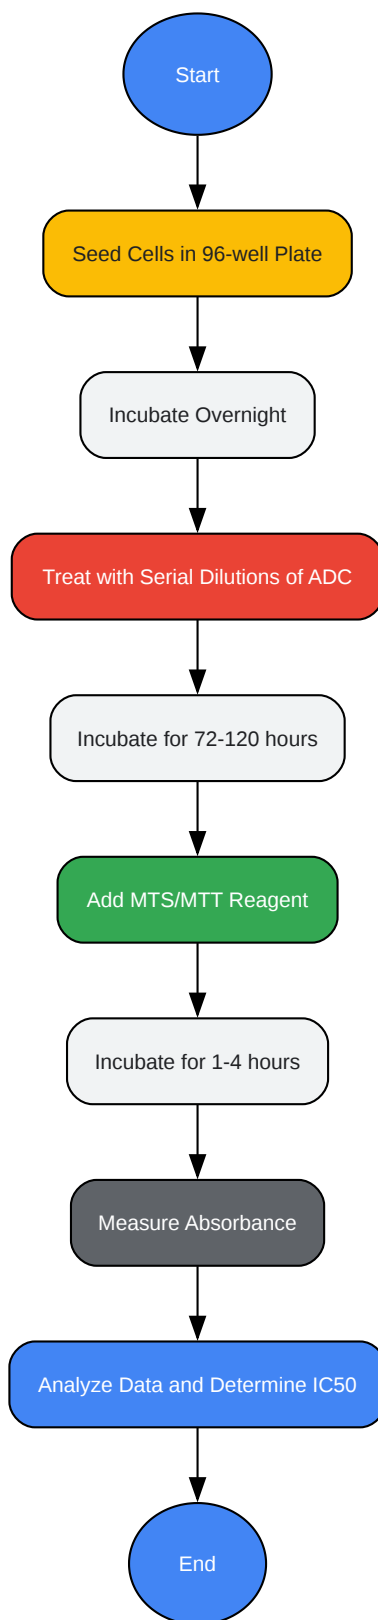 Start
Seed Cells in 96-well Plate
Incubate Overnight
Treat with Serial Dilutions of ADC
Incubate for 72-120 hours
Add MTS/MTT Reagent
Incubate for 1-4 hours
Measure Absorbance
Analyze Data and Determine IC50
End